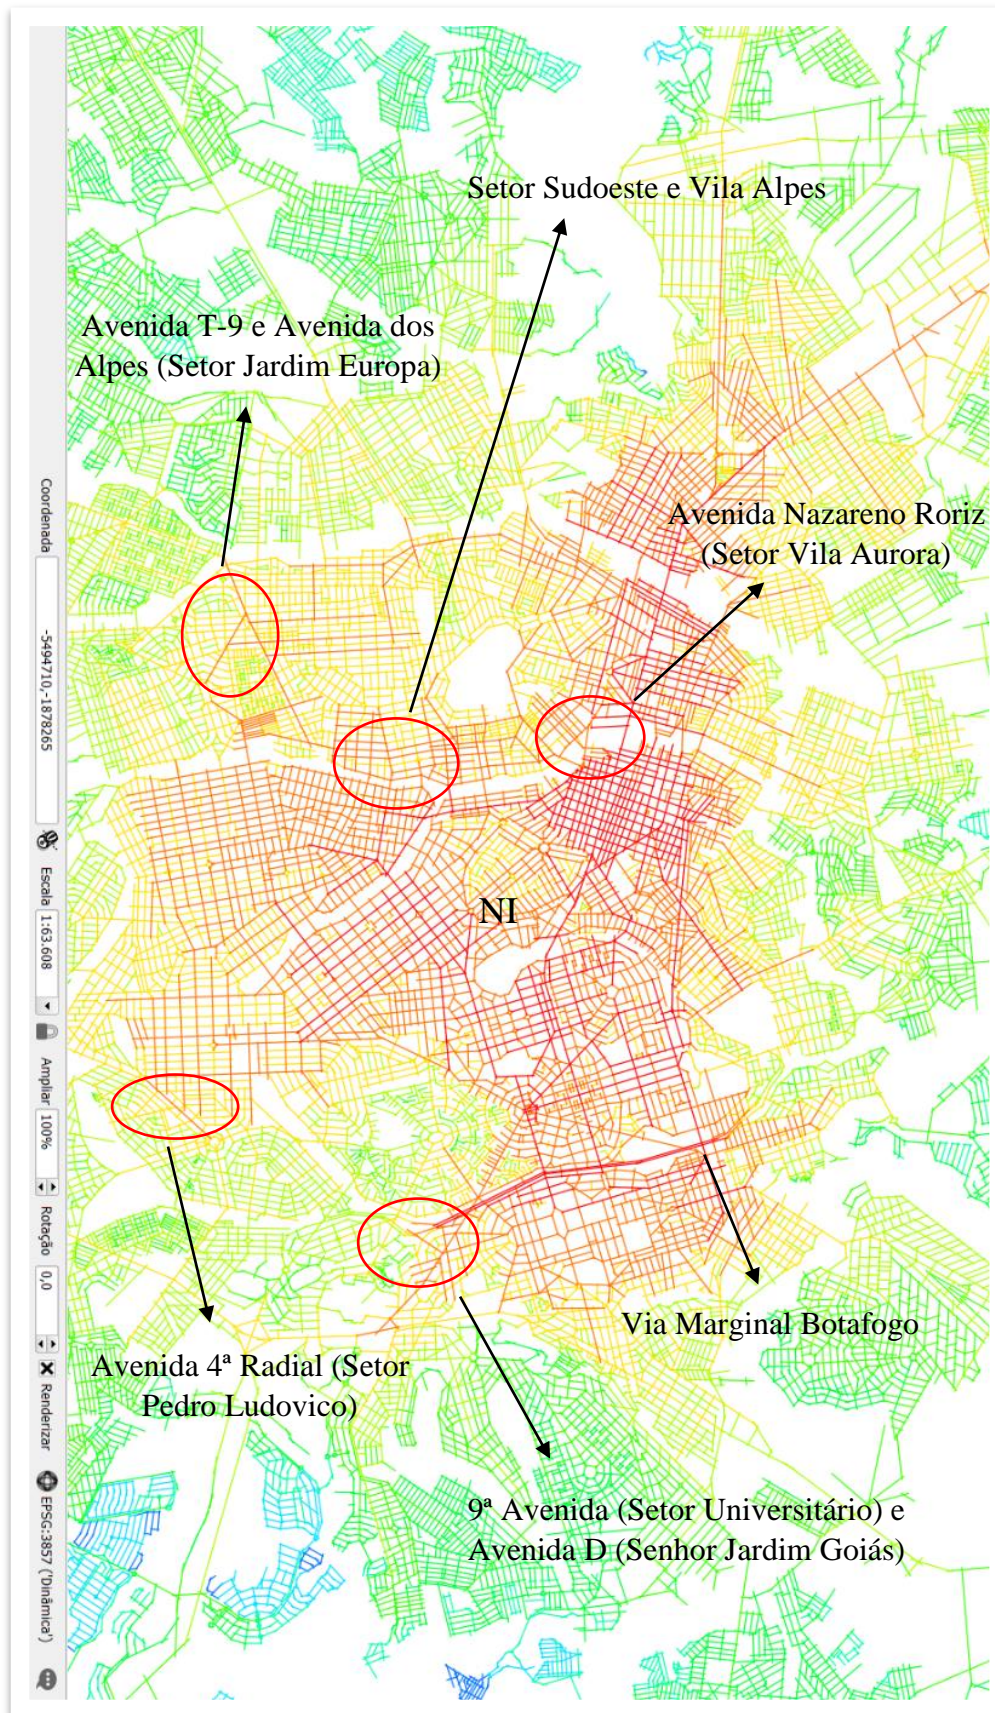 Setor Sudoeste e Vila Alpes
Avenida T-9 e Avenida dos
Alpes (Setor Jardim Europa)
Avenida Nazareno Roriz
(Setor Vila Aurora)
NI
Via Marginal Botafogo
Avenida 4ª Radial (Setor
Pedro Ludovico)
9ª Avenida (Setor Universitário) e
Avenida D (Senhor Jardim Goiás)
Coordenada -5494710,-1878265 Escala 1:63.608 Ampliar 100% Rotação 0,0 Renderizar EPSG:3857 ('Dinâmica')